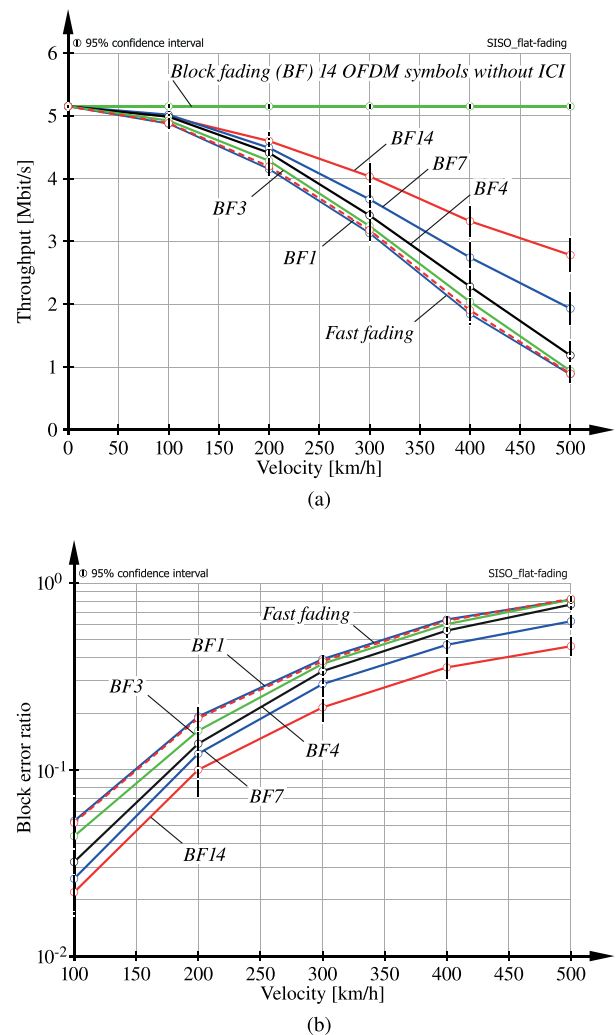 95% confidence interval
SISO_flat-fading
6
Block fading (BF) 14 OFDM symbols without ICI
5
BF14
4
BF7
BF4
BF3
3
BF1
2
Fast fading
1
0
Throughput [Mbit/s]
0 50 100 150 200 250 300 350 400 450 500
Velocity [km/h]
(a)
95% confidence interval
SISO_flat-fading
10⁰
Fast fading
BF1
BF3
10⁻¹
BF4
BF7
BF14
10⁻²
Block error ratio
100 150 200 250 300 350 400 450 500
Velocity [km/h]
(b)